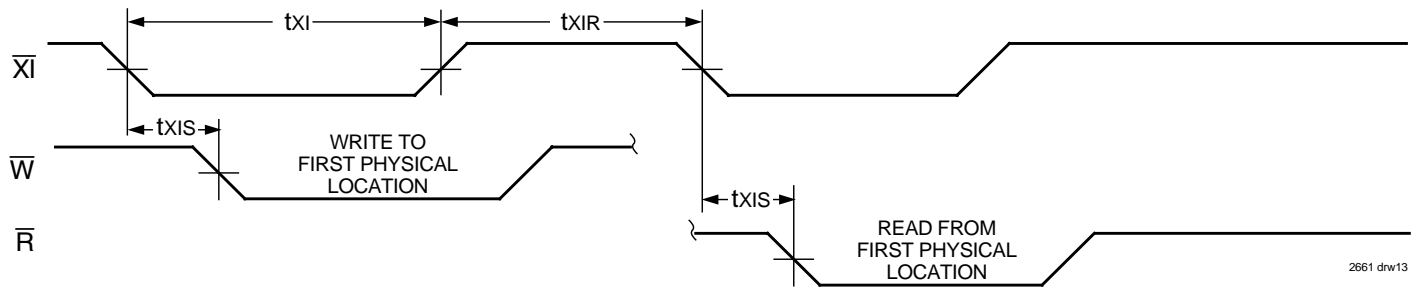 tXI
tXIR
XI
tXIS
W
WRITE TO
FIRST PHYSICAL
LOCATION
tXIS
R
READ FROM
FIRST PHYSICAL
LOCATION
2661 drw13